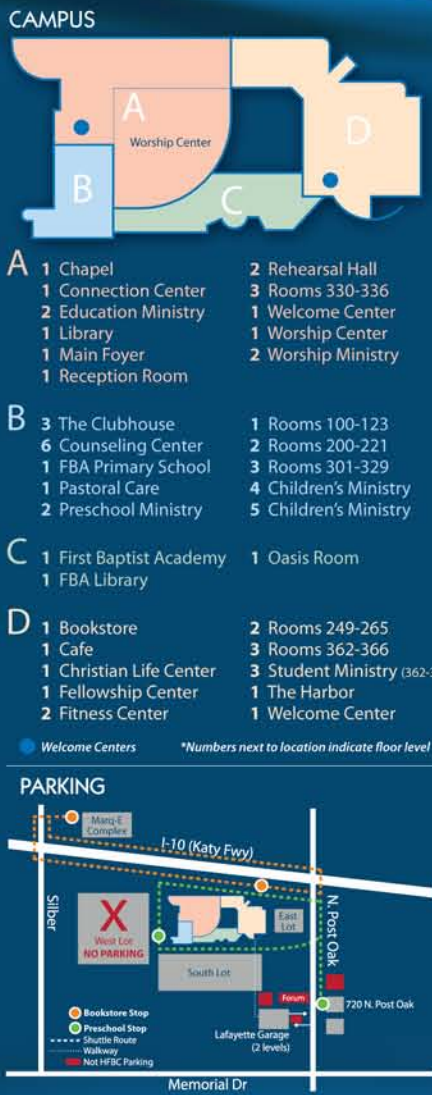 CAMPUS
A
Worship Center
D
B
C
A
1 Chapel
1 Connection Center
2 Education Ministry
1 Library
1 Main Foyer
1 Reception Room
2 Rehearsal Hall
3 Rooms 330-336
1 Welcome Center
1 Worship Center
2 Worship Ministry
B
3 The Clubhouse
6 Counseling Center
1 FBA Primary School
1 Pastoral Care
2 Preschool Ministry
1 Rooms 100-123
2 Rooms 200-221
3 Rooms 301-329
4 Children's Ministry
5 Children's Ministry
C
1 First Baptist Academy
1 FBA Library
1 Oasis Room
D
1 Bookstore
1 Cafe
1 Christian Life Center
1 Fellowship Center
2 Fitness Center
2 Rooms 249-265
3 Rooms 362-366
3 Student Ministry
1 The Harbor
1 Welcome Center
Welcome Centers
*Numbers next to location indicate floor level
PARKING
Marq-E
Complex
I-10 (Katy Fwy)
Silber
N. Post Oak
X
West Lot
NO PARKING
East
Lot
South Lot
Forum
720 N. Post Oak
Lafayette Garage
(2 levels)
Bookstore Stop
Preschool Stop
Shuttle Route
Walkway
Not HFBC Parking
Memorial Dr